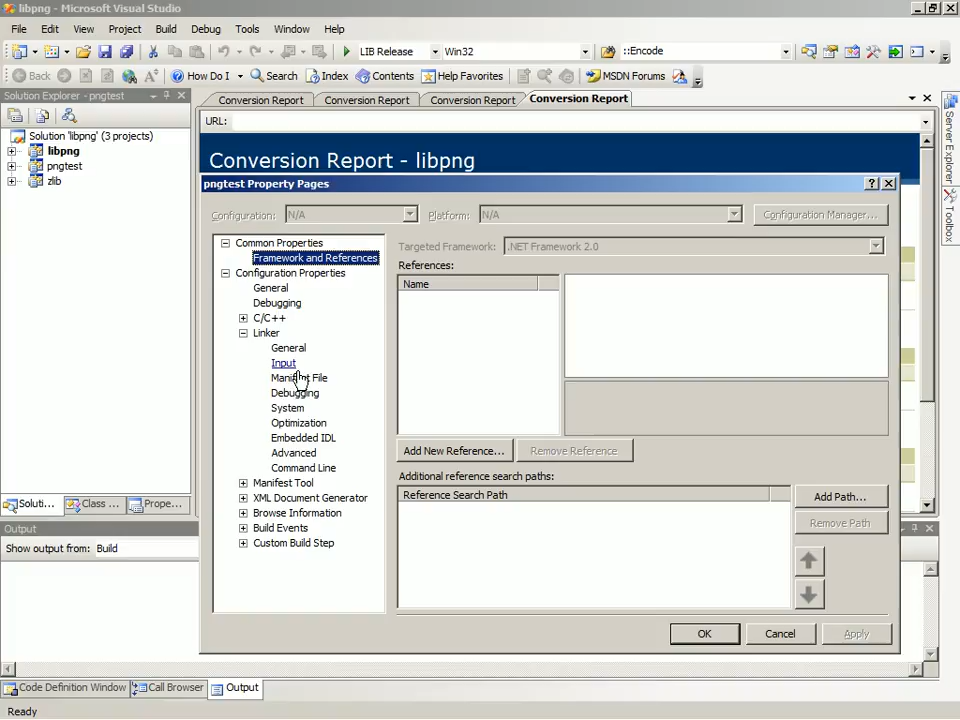 libpng - Microsoft Visual Studio
File Edit View Project Build Debug Tools Window Help
LIB Release Win32 ::Encode
Back How Do I Search Index Contents Help Favorites MSDN Forums
Solution Explorer - pngtest
Conversion Report Conversion Report Conversion Report Conversion Report
URL:
Solution 'libpng' (3 projects)
libpng
pngtest
zlib
Conversion Report - libpng
pngtest Property Pages
Configuration: N/A Platform: N/A Configuration Manager...
Common Properties
Framework and References
Configuration Properties
General
Debugging
C/C++
Linker
General
Input
Manifest File
Debugging
System
Optimization
Embedded IDL
Advanced
Command Line
Manifest Tool
XML Document Generator
Browse Information
Build Events
Custom Build Step
Targeted Framework: .NET Framework 2.0
References:
Name
Add New Reference... Remove Reference
Additional reference search paths:
Reference Search Path
Add Path...
Remove Path
OK Cancel Apply
Server Explorer
Toolbox
Soluti... Class ... Prope...
Output
Show output from: Build
Code Definition Window Call Browser Output
Ready